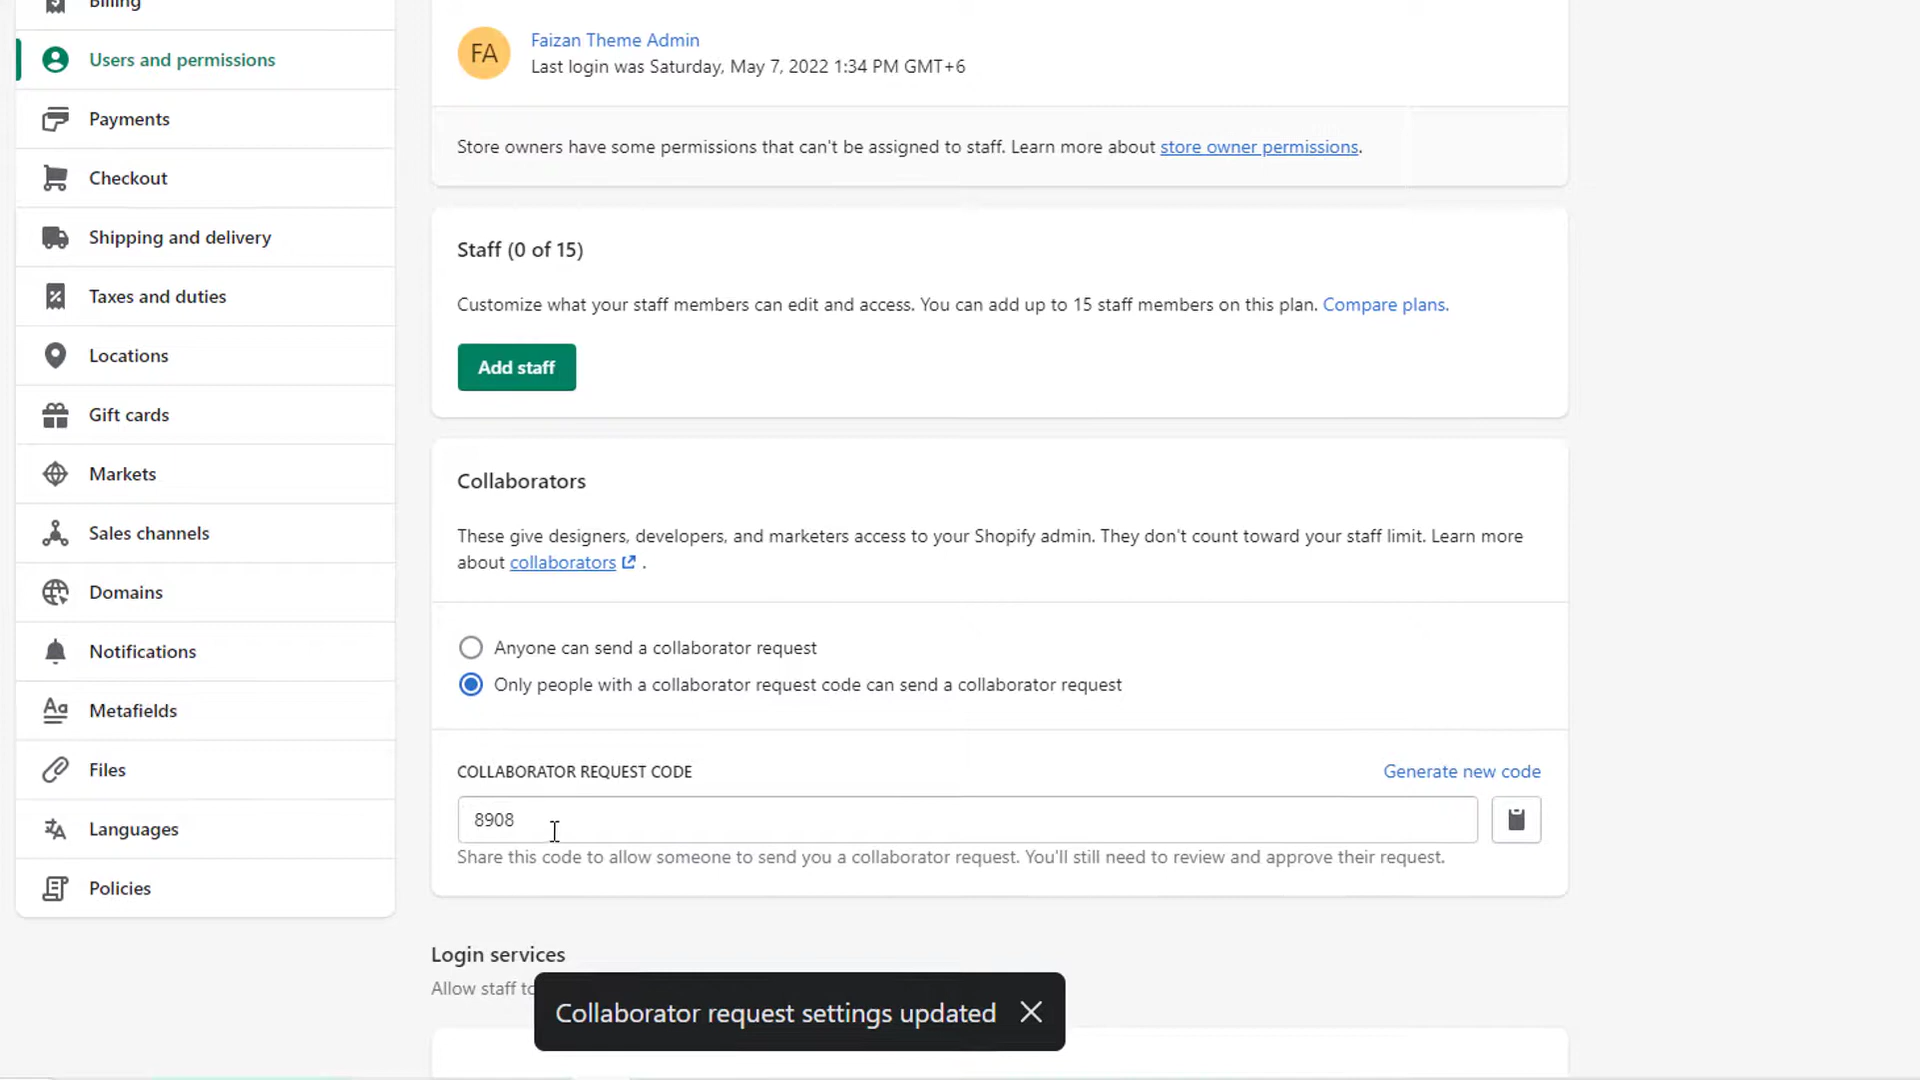 Billing
Users and permissions
Payments
Checkout
Shipping and delivery
Taxes and duties
Locations
Gift cards
Markets
Sales channels
Domains
Notifications
Metafields
Files
Languages
Policies
FA
Faizan Theme Admin
Last login was Saturday, May 7, 2022 1:34 PM GMT+6
Store owners have some permissions that can't be assigned to staff. Learn more about store owner permissions.
Staff (0 of 15)
Customize what your staff members can edit and access. You can add up to 15 staff members on this plan. Compare plans.
Add staff
Collaborators
These give designers, developers, and marketers access to your Shopify admin. They don't count toward your staff limit. Learn more
about collaborators .
Anyone can send a collaborator request
Only people with a collaborator request code can send a collaborator request
COLLABORATOR REQUEST CODE
Generate new code
8908
Share this code to allow someone to send you a collaborator request. You'll still need to review and approve their request.
Login services
Allow staff to
Collaborator request settings updated